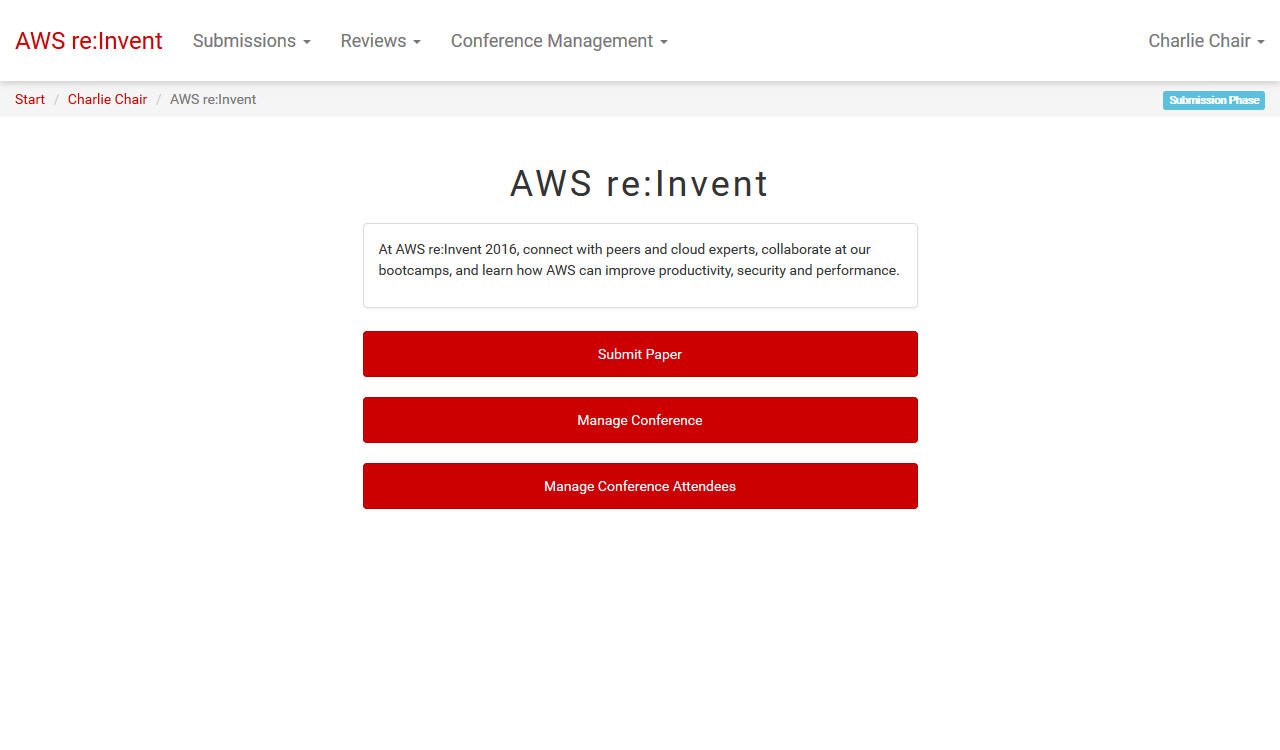 AWS re:Invent Submissions Reviews Conference Management Charlie Chair
Start / Charlie Chair / AWS re:Invent Submission Phase
AWS re:Invent
At AWS re:Invent 2016, connect with peers and cloud experts, collaborate at our
bootcamps, and learn how AWS can improve productivity, security and performance.
Submit Paper
Manage Conference
Manage Conference Attendees